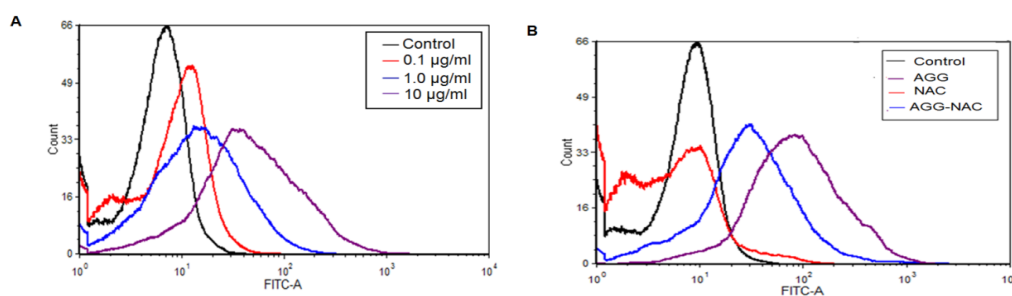 A
66
49
33
16
0
Count
10^0
10^1
10^2
10^3
10^4
FITC-A
Control
0.1 µg/ml
1.0 µg/ml
10 µg/ml
B
66
49
33
16
0
Count
10^0
10^1
10^2
10^3
10^4
FITC-A
Control
AGG
NAC
AGG-NAC